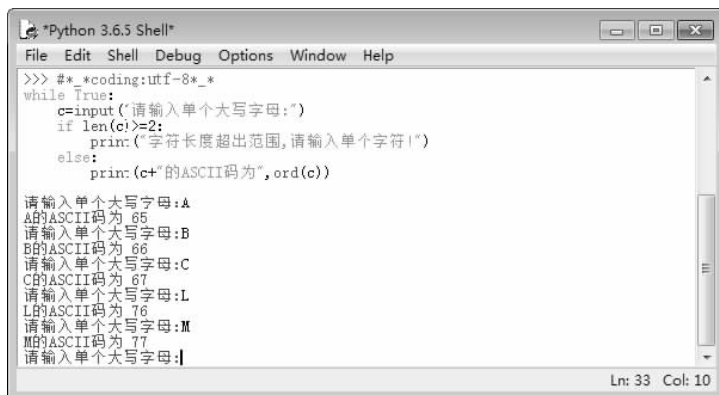 *Python 3.6.5 Shell*
File Edit Shell Debug Options Window Help
>>> #*_*coding:utf-8*_*
while True:
    c=input("请输入单个大写字母:")
    if len(c)>=2:
        print("字符长度超出范围,请输入单个字符!")
    else:
        print(c+"的ASCII码为",ord(c))
请输入单个大写字母:A
A的ASCII码为 65
请输入单个大写字母:B
B的ASCII码为 66
请输入单个大写字母:C
C的ASCII码为 67
请输入单个大写字母:L
L的ASCII码为 76
请输入单个大写字母:M
M的ASCII码为 77
请输入单个大写字母:
Ln: 33 Col: 10